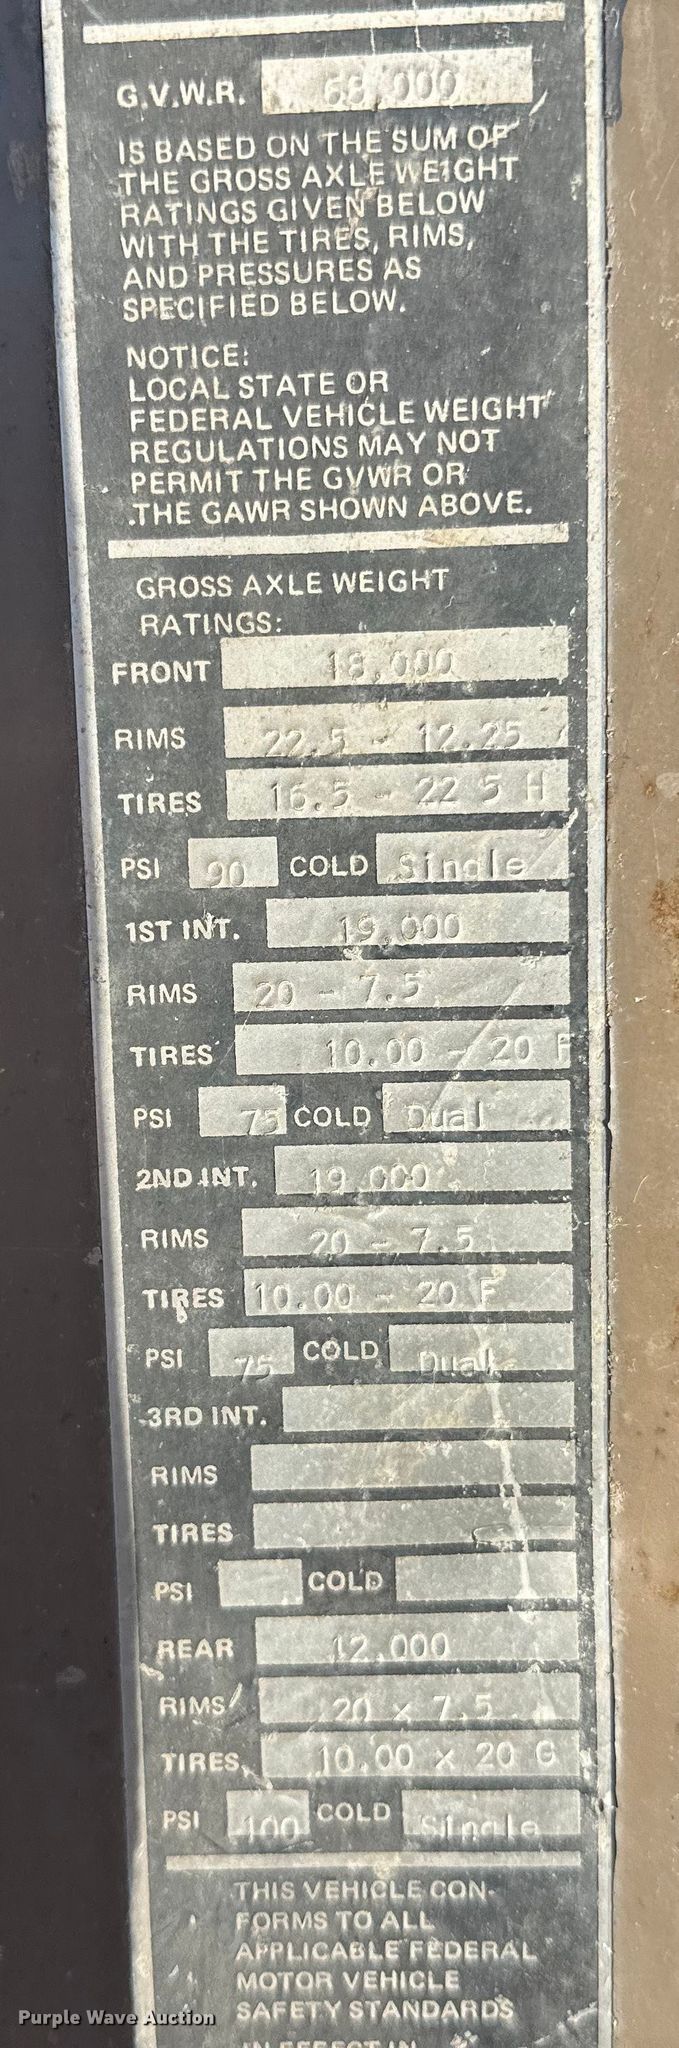 G.V.W.R. 68,000
IS BASED ON THE SUM OF
THE GROSS AXLE WEIGHT
RATINGS GIVEN BELOW
WITH THE TIRES, RIMS,
AND PRESSURES AS
SPECIFIED BELOW.
NOTICE:
LOCAL STATE OR
FEDERAL VEHICLE WEIGHT
REGULATIONS MAY NOT
PERMIT THE GVWR OR
THE GAWR SHOWN ABOVE.
GROSS AXLE WEIGHT
RATINGS:
FRONT 18,000
RIMS 22.5 - 12.25
TIRES 16.5 - 22 5 H
PSI 90 COLD Single
1ST INT. 19,000
RIMS 20 - 7.5
TIRES 10.00 - 20 F
PSI 75 COLD Dual
2ND INT. 19 000
RIMS 20 - 7.5
TIRES 10.00 - 20 F
PSI 75 COLD Dual
3RD INT.
RIMS
TIRES
PSI COLD
REAR 12,000
RIMS 20 x 7.5
TIRES 10.00 x 20 G
PSI 100 COLD Single
THIS VEHICLE CON-
FORMS TO ALL
APPLICABLE FEDERAL
MOTOR VEHICLE
SAFETY STANDARDS
IN EFFECT IN
Purple Wave Auction